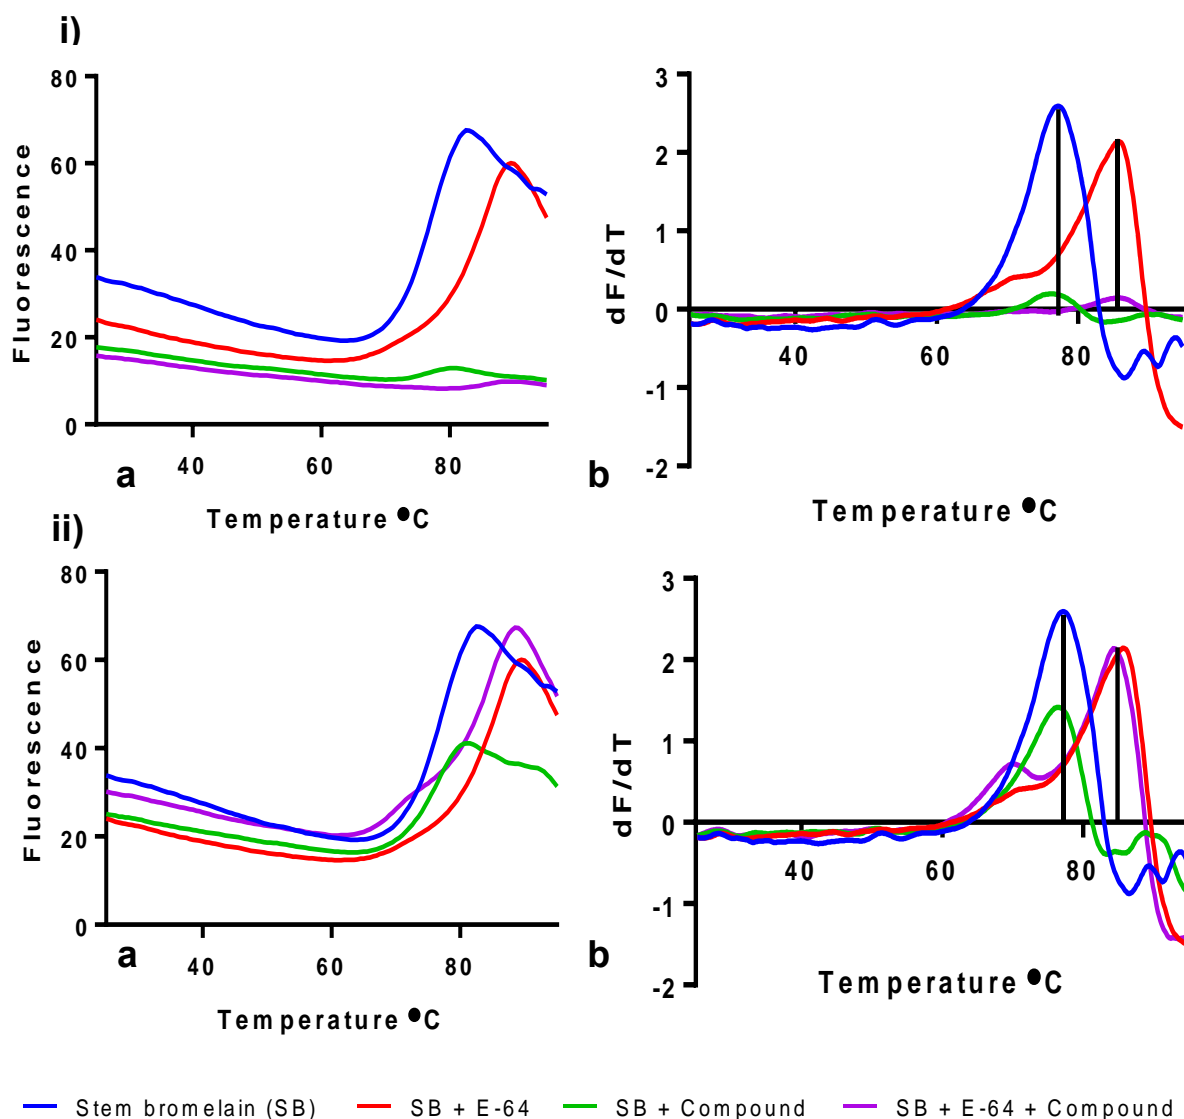 i)
80
60
40
20
0
Fluorescence
40 60 80
a
Temperature ●C
3
2
1
0
-1
-2
dF/dT
40 60 80
b
Temperature ●C
ii)
80
60
40
20
0
Fluorescence
40 60 80
a
Temperature ●C
3
2
1
0
-1
-2
dF/dT
40 60 80
b
Temperature ●C
Stem bromelain (SB) SB + E-64 SB + Compound SB + E-64 + Compound